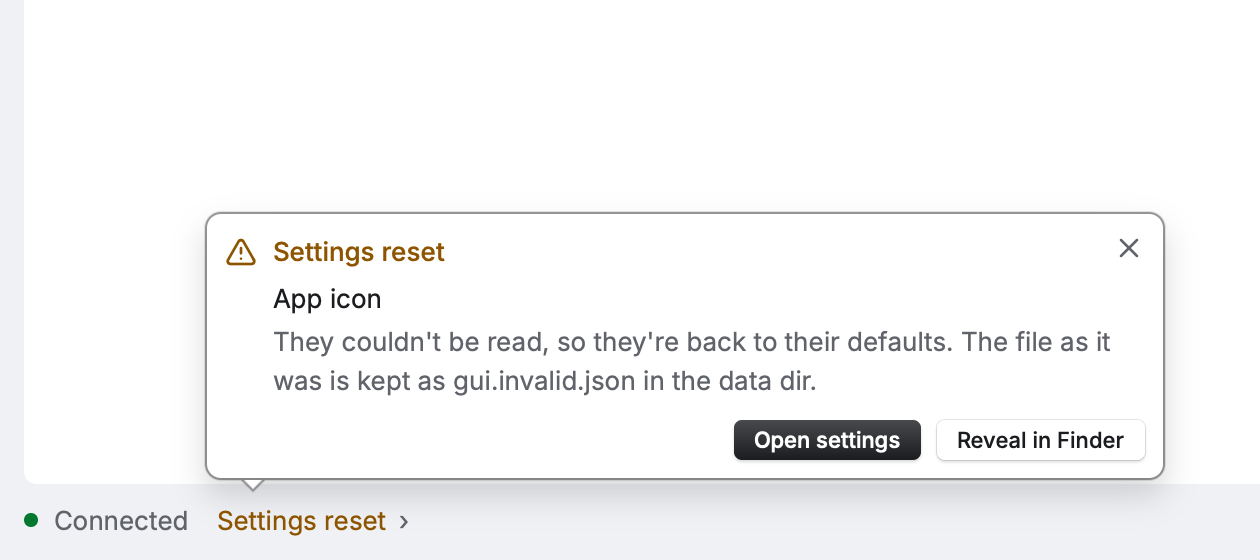 Settings reset
App icon
They couldn't be read, so they're back to their defaults. The file as it
was is kept as gui.invalid.json in the data dir.
Open settings
Reveal in Finder
Connected
Settings reset ›